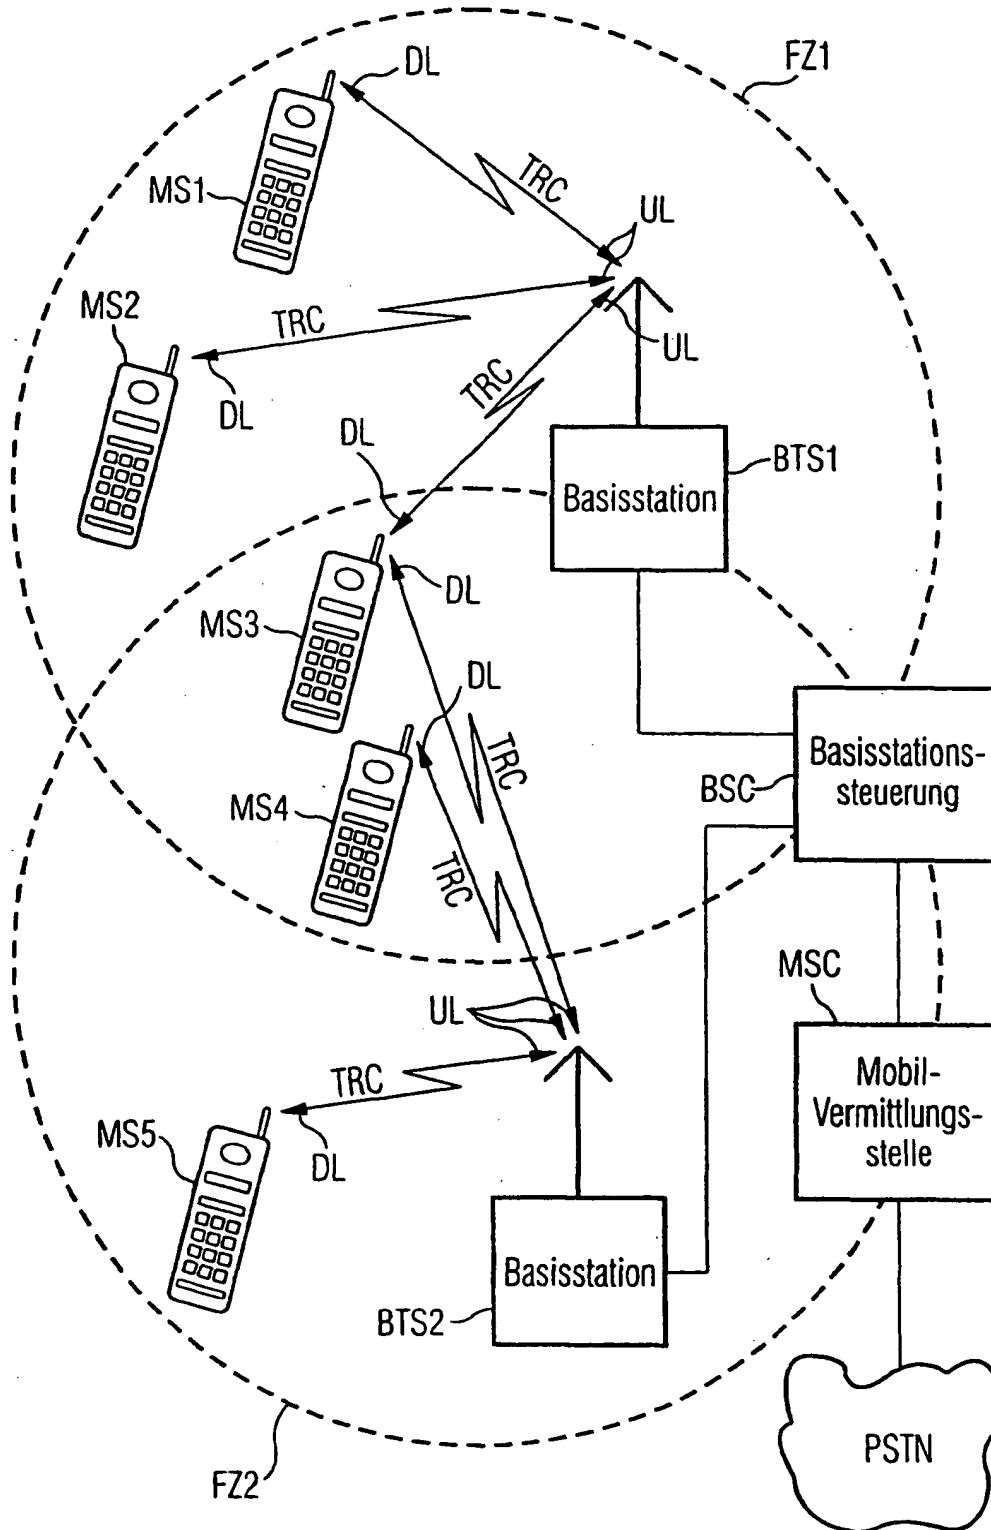 DL
FZ1
MS1
TRC
UL
MS2
TRC
DL
UL
TRC
DL
BTS1
Basisstation
DL
MS3
DL
TRC
Basisstations-
steuerung
BSC
MS4
TRC
MSC
UL
TRC
Mobil-
Vermittlungs-
stelle
MS5
DL
Basisstation
BTS2
PSTN
FZ2